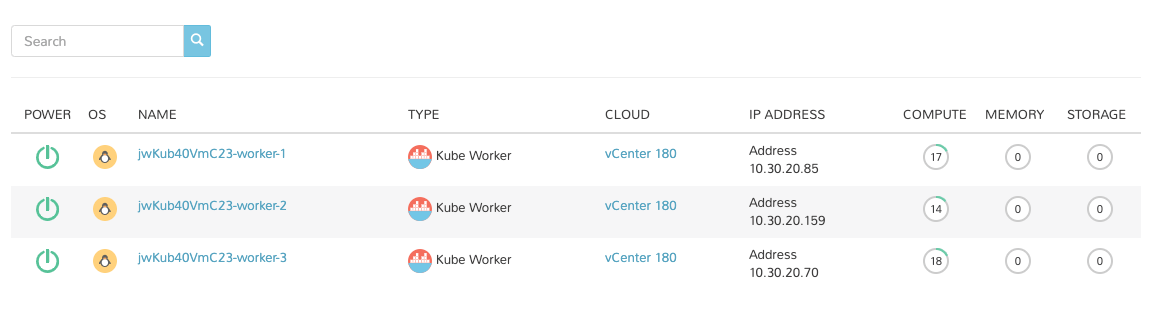 Search
POWER OS NAME TYPE CLOUD IP ADDRESS COMPUTE MEMORY STORAGE
jwKub40VmC23-worker-1 Kube Worker vCenter 180 Address 17 0 0
10.30.20.85
jwKub40VmC23-worker-2 Kube Worker vCenter 180 Address 14 0 0
10.30.20.159
jwKub40VmC23-worker-3 Kube Worker vCenter 180 Address 18 0 0
10.30.20.70